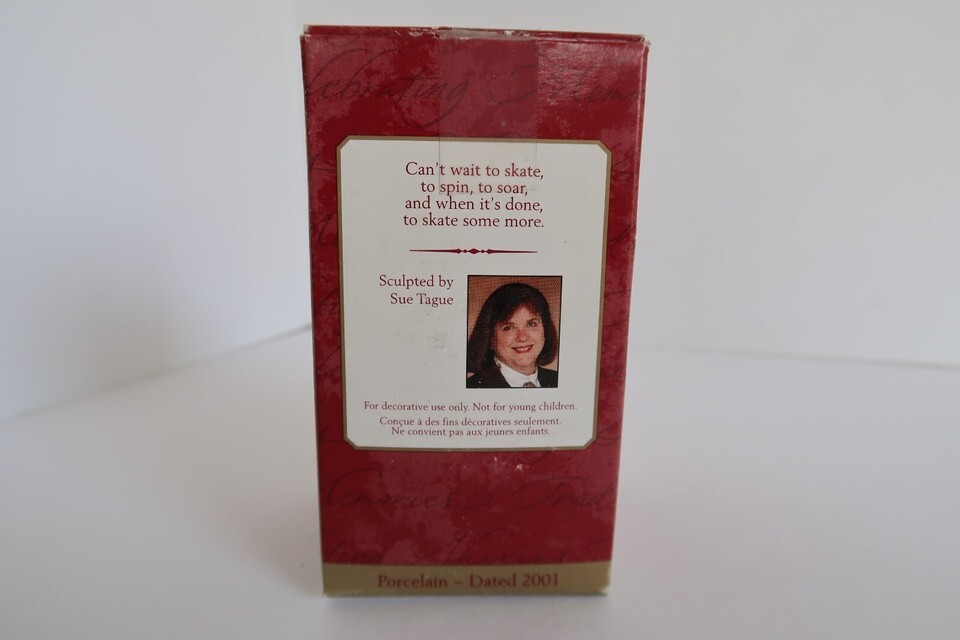 Celebrating
Can't wait to skate,
to spin, to soar,
and when it's done,
to skate some more.
Sculpted by
Sue Tague
For decorative use only. Not for young children.
Conçue à des fins décoratives seulement.
Ne convient pas aux jeunes enfants.
Memories
Porcelain – Dated 2001